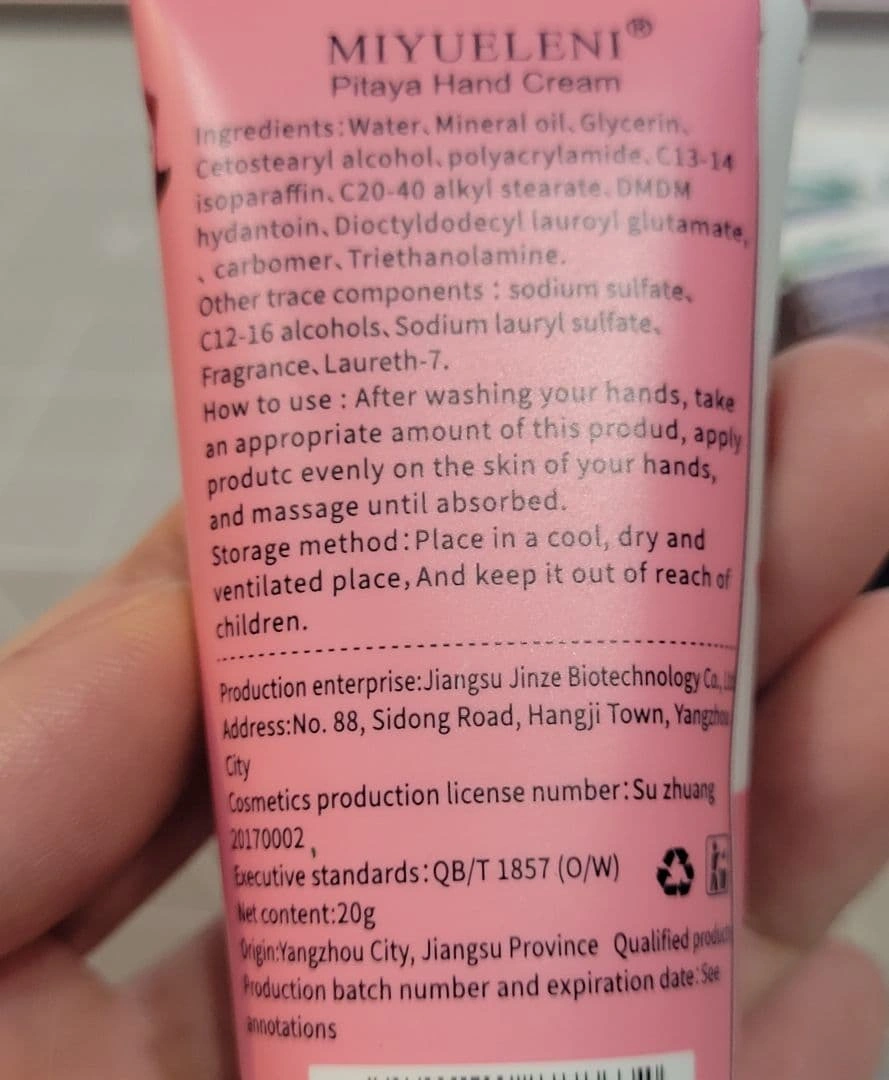 MIYUELENI®
Pitaya Hand Cream
Ingredients:Water、Mineral oil、Glycerin、
Cetostearyl alcohol、polyacrylamide、C13-14
isoparaffin、C20-40 alkyl stearate、DMDM
hydantoin、Dioctyldodecyl lauroyl glutamate,
、carbomer、Triethanolamine.
Other trace components : sodium sulfate、
C12-16 alcohols、Sodium lauryl sulfate、
Fragrance、Laureth-7.
How to use : After washing your hands, take
an appropriate amount of this produd, apply
produtc evenly on the skin of your hands,
and massage until absorbed.
Storage method:Place in a cool, dry and
ventilated place, And keep it out of reach of
children.
Production enterprise:Jiangsu Jinze Biotechnology Co.,
Address:No. 88, Sidong Road, Hangji Town, Yangzhou
City
Cosmetics production license number:Su zhuang
20170002 ,
Executive standards:QB/T 1857 (O/W)
Net content:20g
Origin:Yangzhou City, Jiangsu Province Qualified
Production batch number and expiration date:See
annotations